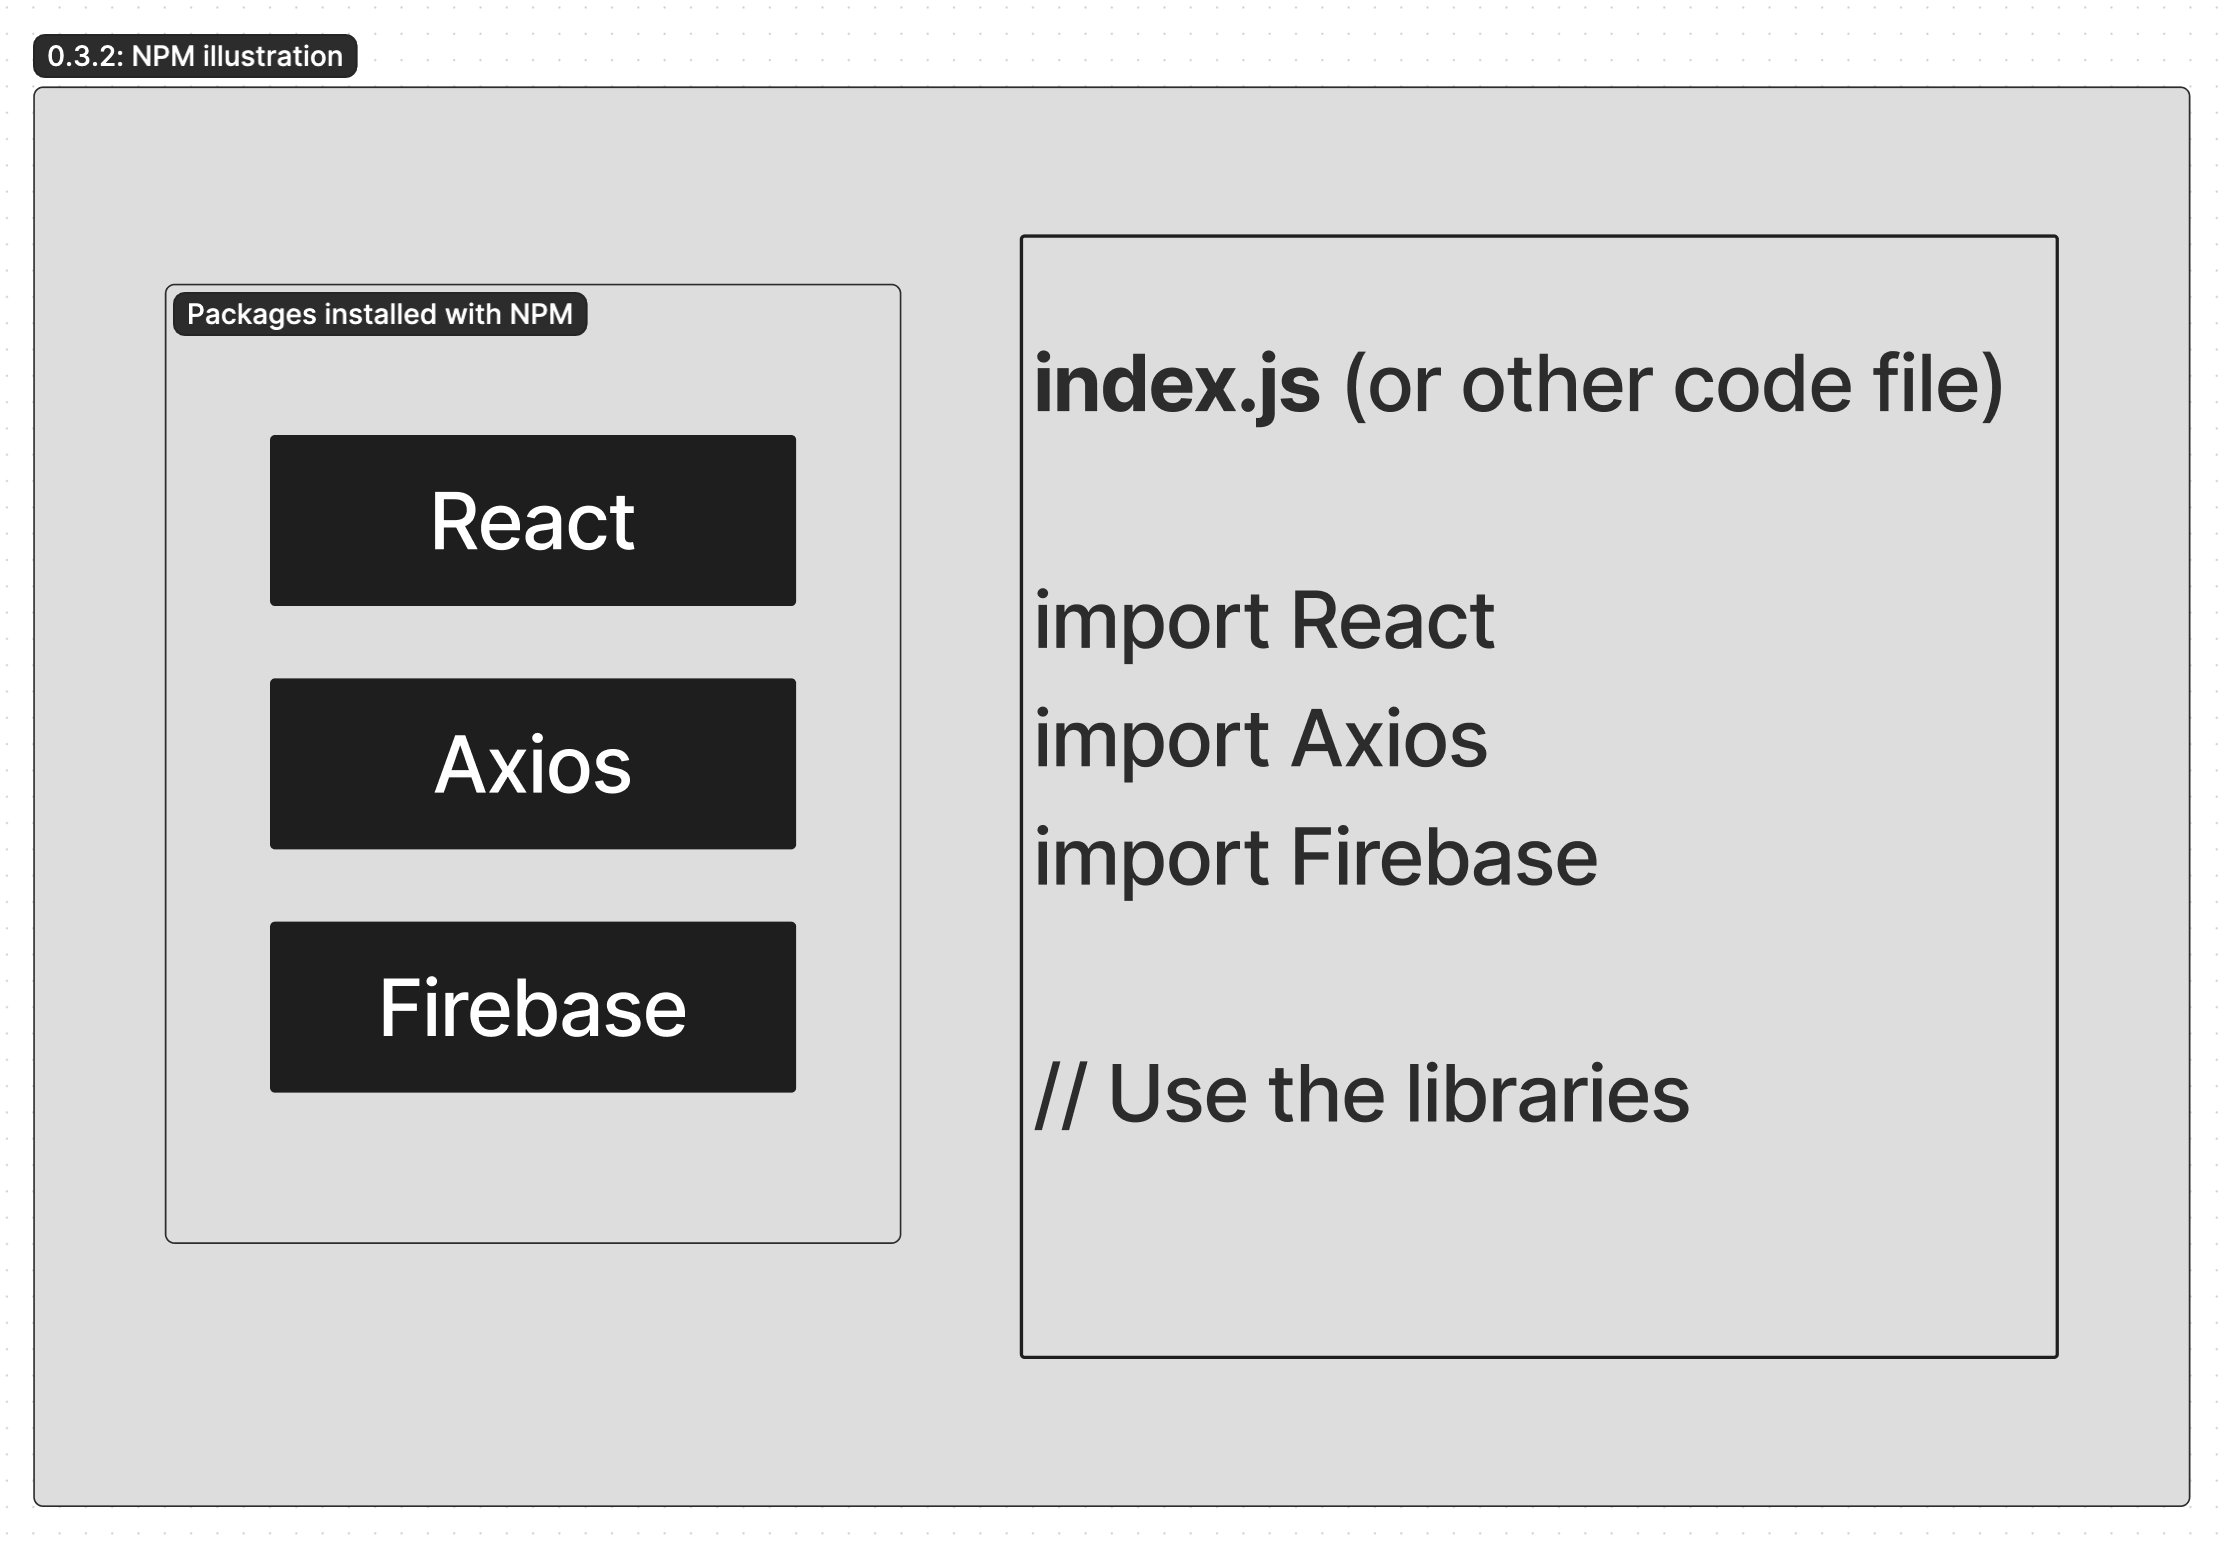 0.3.2: NPM illustration
Packages installed with NPM
React
Axios
Firebase
index.js (or other code file)
import React
import Axios
import Firebase
// Use the libraries